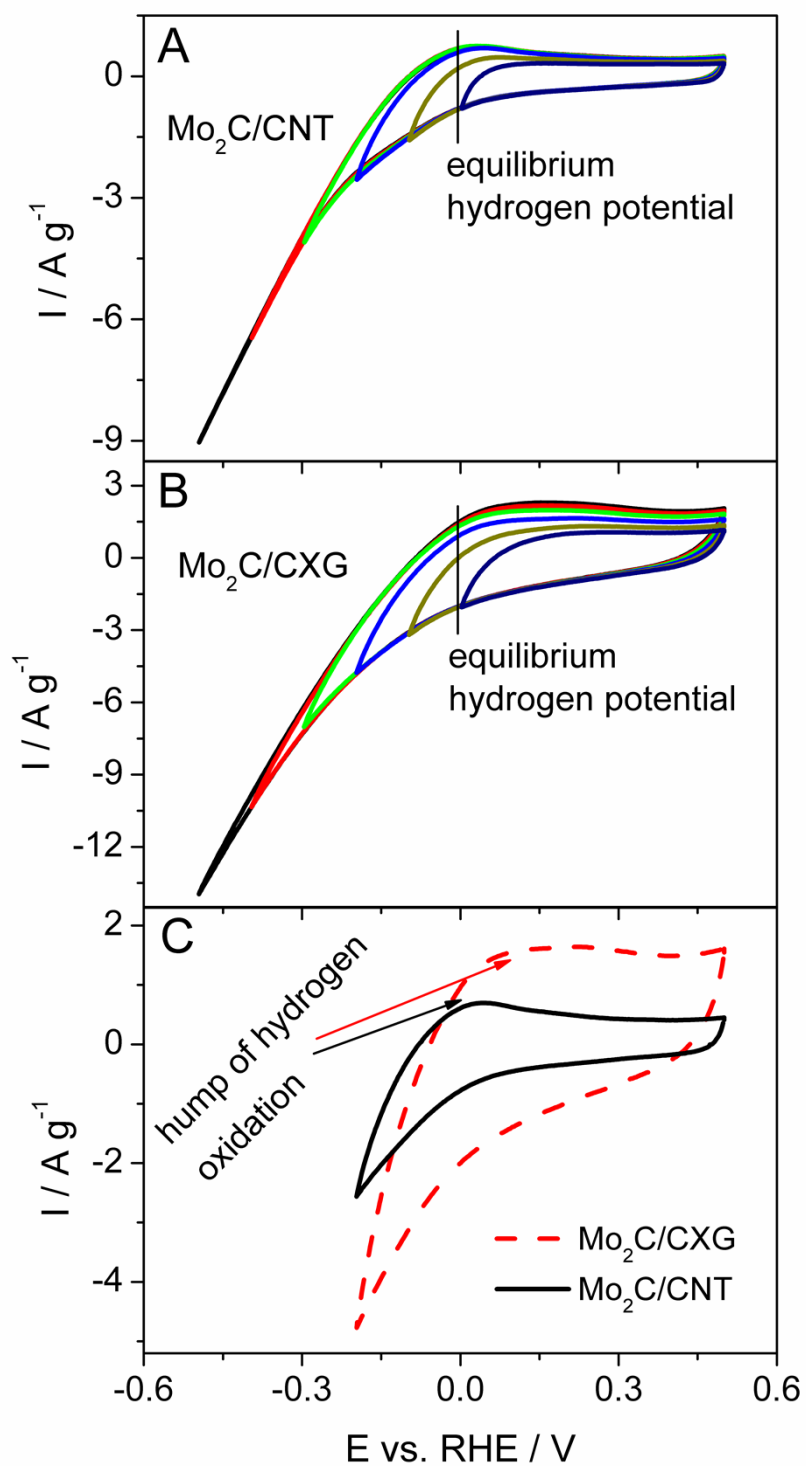 A
0
Mo₂C/CNT
equilibrium
hydrogen potential
-3
-6
-9
I / A g⁻¹
B
3
0
Mo₂C/CXG
-3
equilibrium
hydrogen potential
-6
-9
-12
I / A g⁻¹
C
2
0
-2
-4
I / A g⁻¹
hump of hydrogen
oxidation
Mo₂C/CXG
Mo₂C/CNT
-0.6 -0.3 0.0 0.3 0.6
E vs. RHE / V